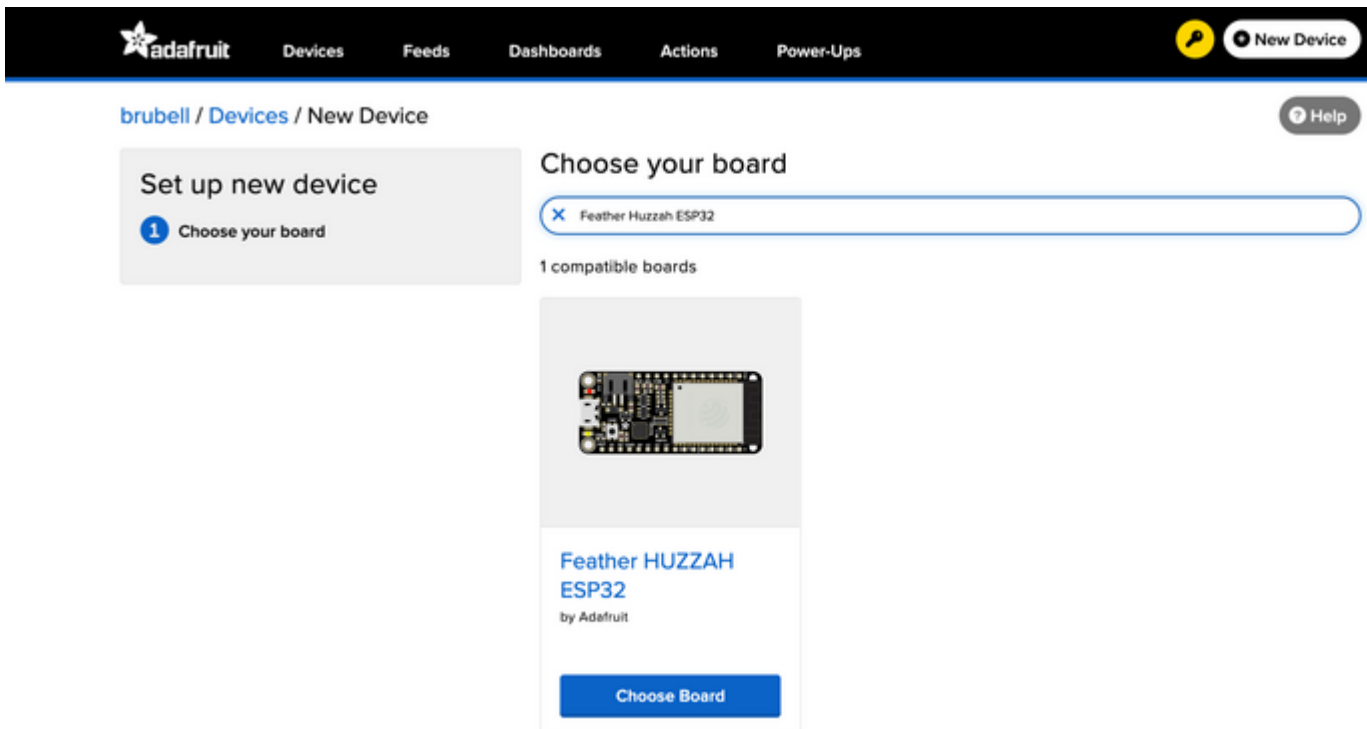 adafruit Devices Feeds Dashboards Actions Power-Ups New Device
brubell / Devices / New Device
Help
Set up new device
1 Choose your board
Choose your board
Feather Huzzah ESP32
1 compatible boards
Feather HUZZAH
ESP32
by Adafruit
Choose Board